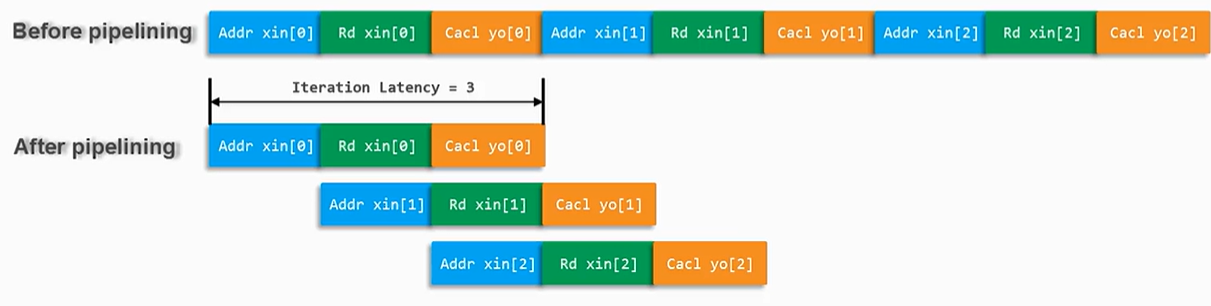 Before pipelining Addr xin[0] Rd xin[0] Cacl yo[0] Addr xin[1] Rd xin[1] Cacl yo[1] Addr xin[2] Rd xin[2] Cacl yo[2]
Iteration Latency = 3
After pipelining Addr xin[0] Rd xin[0] Cacl yo[0]
Addr xin[1] Rd xin[1] Cacl yo[1]
Addr xin[2] Rd xin[2] Cacl yo[2]